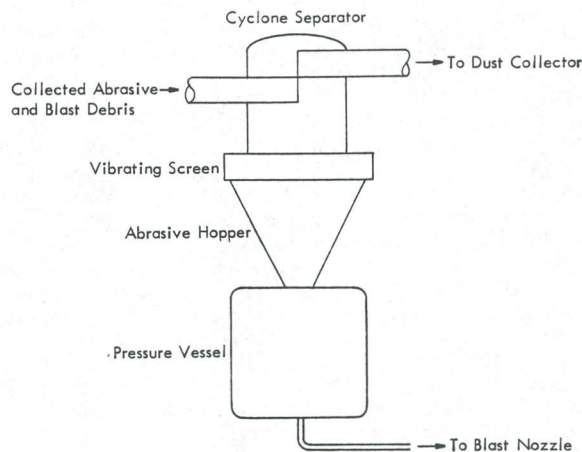 Cyclone Separator
To Dust Collector
Collected Abrasive
and Blast Debris
Vibrating Screen
Abrasive Hopper
Pressure Vessel
To Blast Nozzle